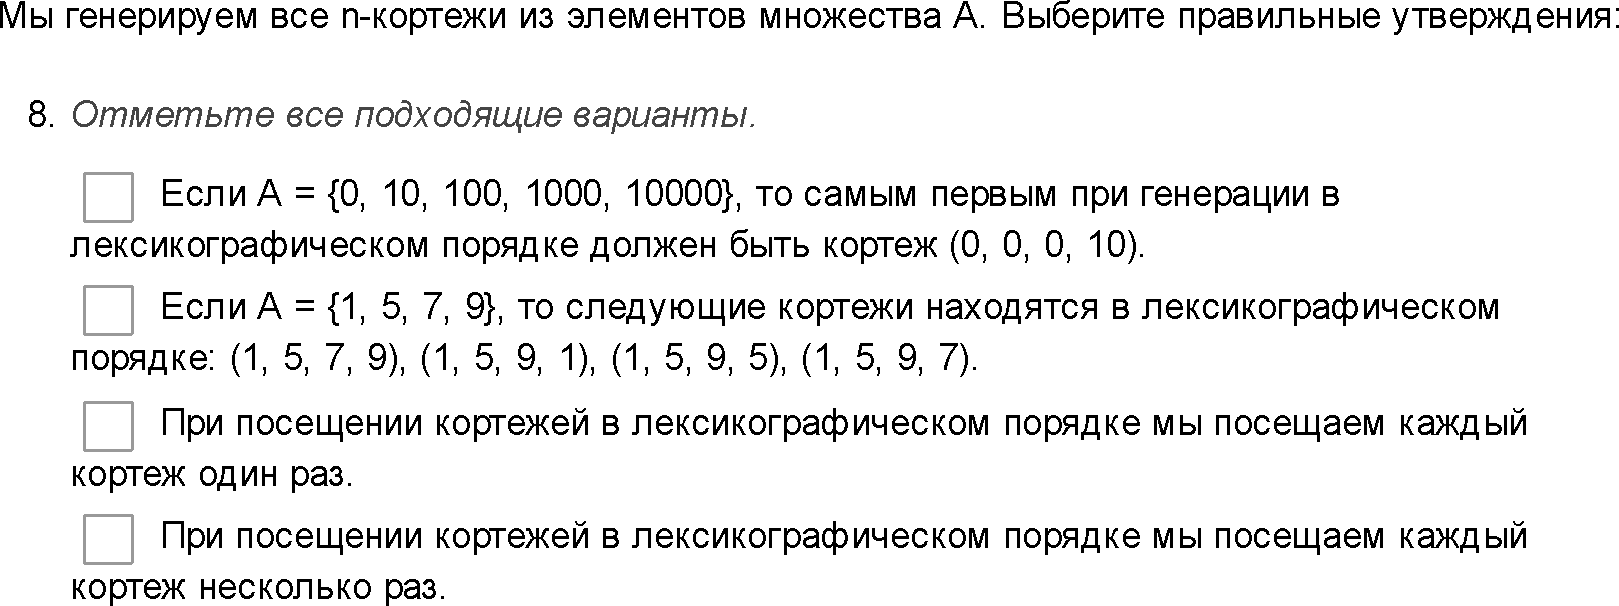 Мы генерируем все n-кортежи из элементов множества A. Выберите правильные утверждения:
8. Отметьте все подходящие варианты.
Если A = {0, 10, 100, 1000, 10000}, то самым первым при генерации в
лексикографическом порядке должен быть кортеж (0, 0, 0, 10).
Если A = {1, 5, 7, 9}, то следующие кортежи находятся в лексикографическом
порядке: (1, 5, 7, 9), (1, 5, 9, 1), (1, 5, 9, 5), (1, 5, 9, 7).
При посещении кортежей в лексикографическом порядке мы посещаем каждый
кортеж один раз.
При посещении кортежей в лексикографическом порядке мы посещаем каждый
кортеж несколько раз.